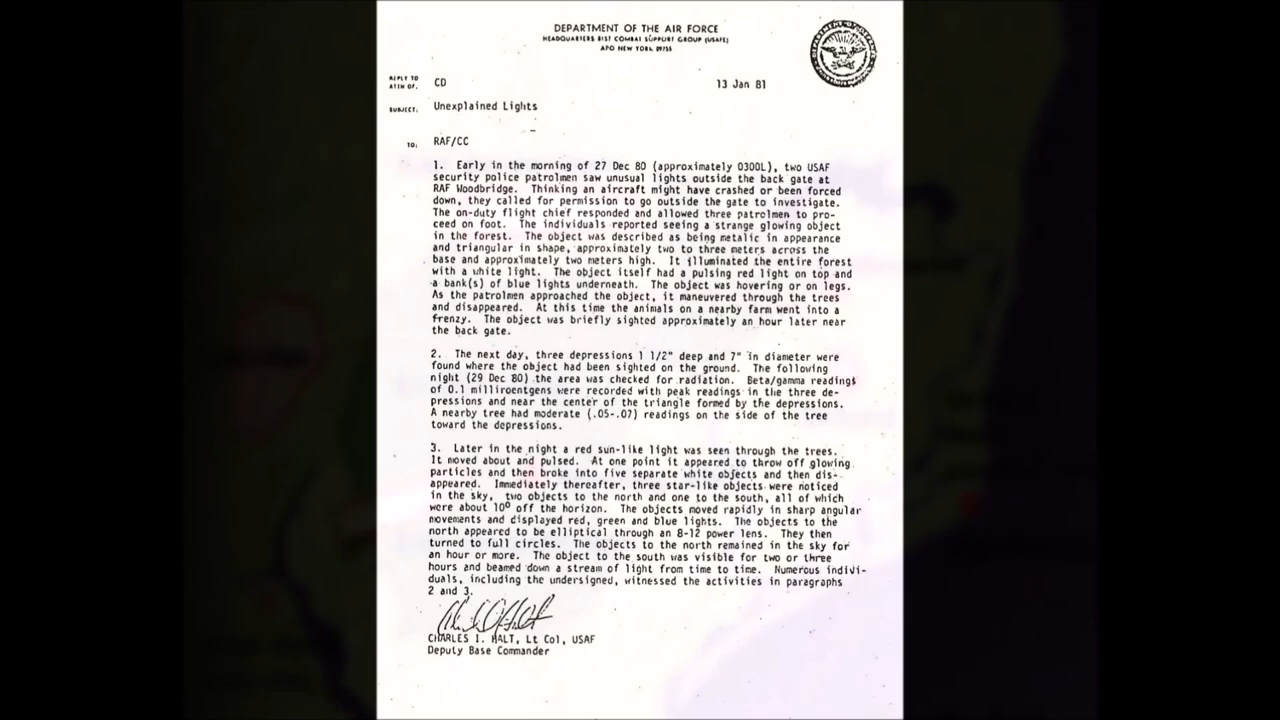 DEPARTMENT OF THE AIR FORCE
HEADQUARTERS 81ST COMBAT SUPPORT GROUP (USAFE)
APO NEW YORK 09755
REPLY TO
ATTN OF: CD
13 Jan 81
SUBJECT: Unexplained Lights
TO: RAF/CC
1. Early in the morning of 27 Dec 80 (approximately 0300L), two USAF
security police patrolmen saw unusual lights outside the back gate at
RAF Woodbridge. Thinking an aircraft might have crashed or been forced
down, they called for permission to go outside the gate to investigate.
The on-duty flight chief responded and allowed three patrolmen to pro-
ceed on foot. The individuals reported seeing a strange glowing object
in the forest. The object was described as being metalic in appearance
and triangular in shape, approximately two to three meters across the
base and approximately two meters high. It illuminated the entire forest
with a white light. The object itself had a pulsing red light on top and
a bank(s) of blue lights underneath. The object was hovering or on legs.
As the patrolmen approached the object, it maneuvered through the trees
and disappeared. At this time the animals on a nearby farm went into a
frenzy. The object was briefly sighted approximately an hour later near
the back gate.
2. The next day, three depressions 1 1/2" deep and 7" in diameter were
found where the object had been sighted on the ground. The following
night (29 Dec 80) the area was checked for radiation. Beta/gamma readings
of 0.1 milliroentgens were recorded with peak readings in the three de-
pressions and near the center of the triangle formed by the depressions.
A nearby tree had moderate (.05-.07) readings on the side of the tree
toward the depressions.
3. Later in the night a red sun-like light was seen through the trees.
It moved about and pulsed. At one point it appeared to throw off glowing
particles and then broke into five separate white objects and then dis-
appeared. Immediately thereafter, three star-like objects were noticed
in the sky, two objects to the north and one to the south, all of which
were about 10° off the horizon. The objects moved rapidly in sharp angular
movements and displayed red, green and blue lights. The objects to the
north appeared to be elliptical through an 8-12 power lens. They then
turned to full circles. The objects to the north remained in the sky for
an hour or more. The object to the south was visible for two or three
hours and beamed down a stream of light from time to time. Numerous indivi-
duals, including the undersigned, witnessed the activities in paragraphs
2 and 3.
CHARLES I. HALT, Lt Col, USAF
Deputy Base Commander